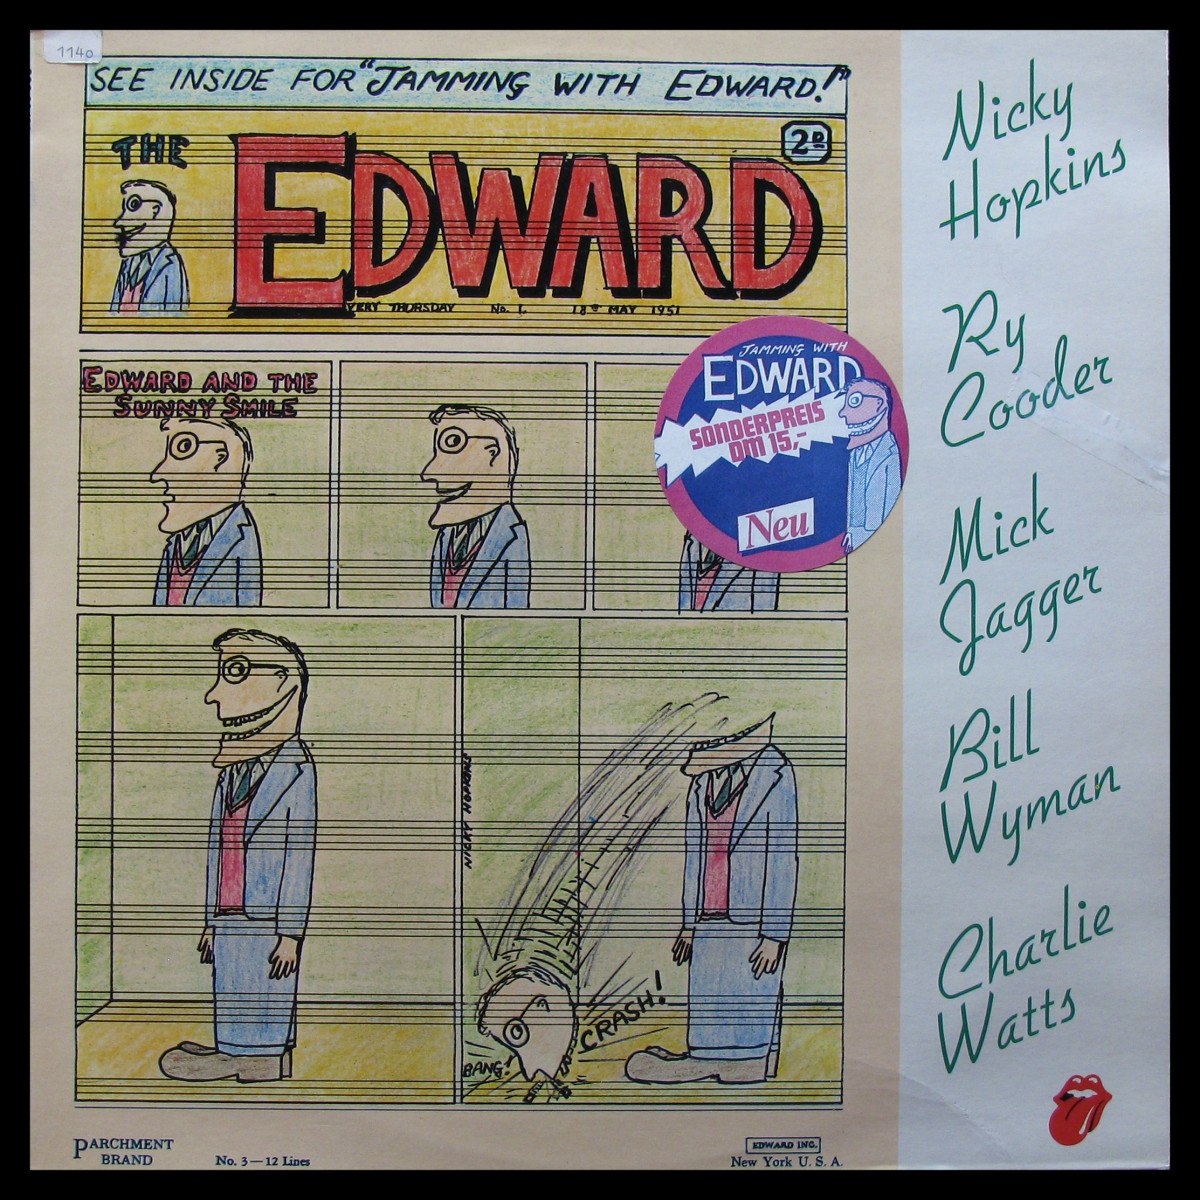 1140
SEE INSIDE FOR "JAMMING WITH EDWARD!"
THE
EDWARD
2D
EVERY THURSDAY No. 1. 18th MAY 1951
EDWARD AND THE
SUNNY SMILE
JAMMING WITH
EDWARD
SONDERPREIS
DM 15,-
Neu
NICKY HOPKINS
BANG!
CRASH!
PARCHMENT
BRAND
No. 3—12 Lines
EDWARD INC.
New York U. S. A.
Nicky
Hopkins
Ry
Cooder
Mick
Jagger
Bill
Wyman
Charlie
Watts